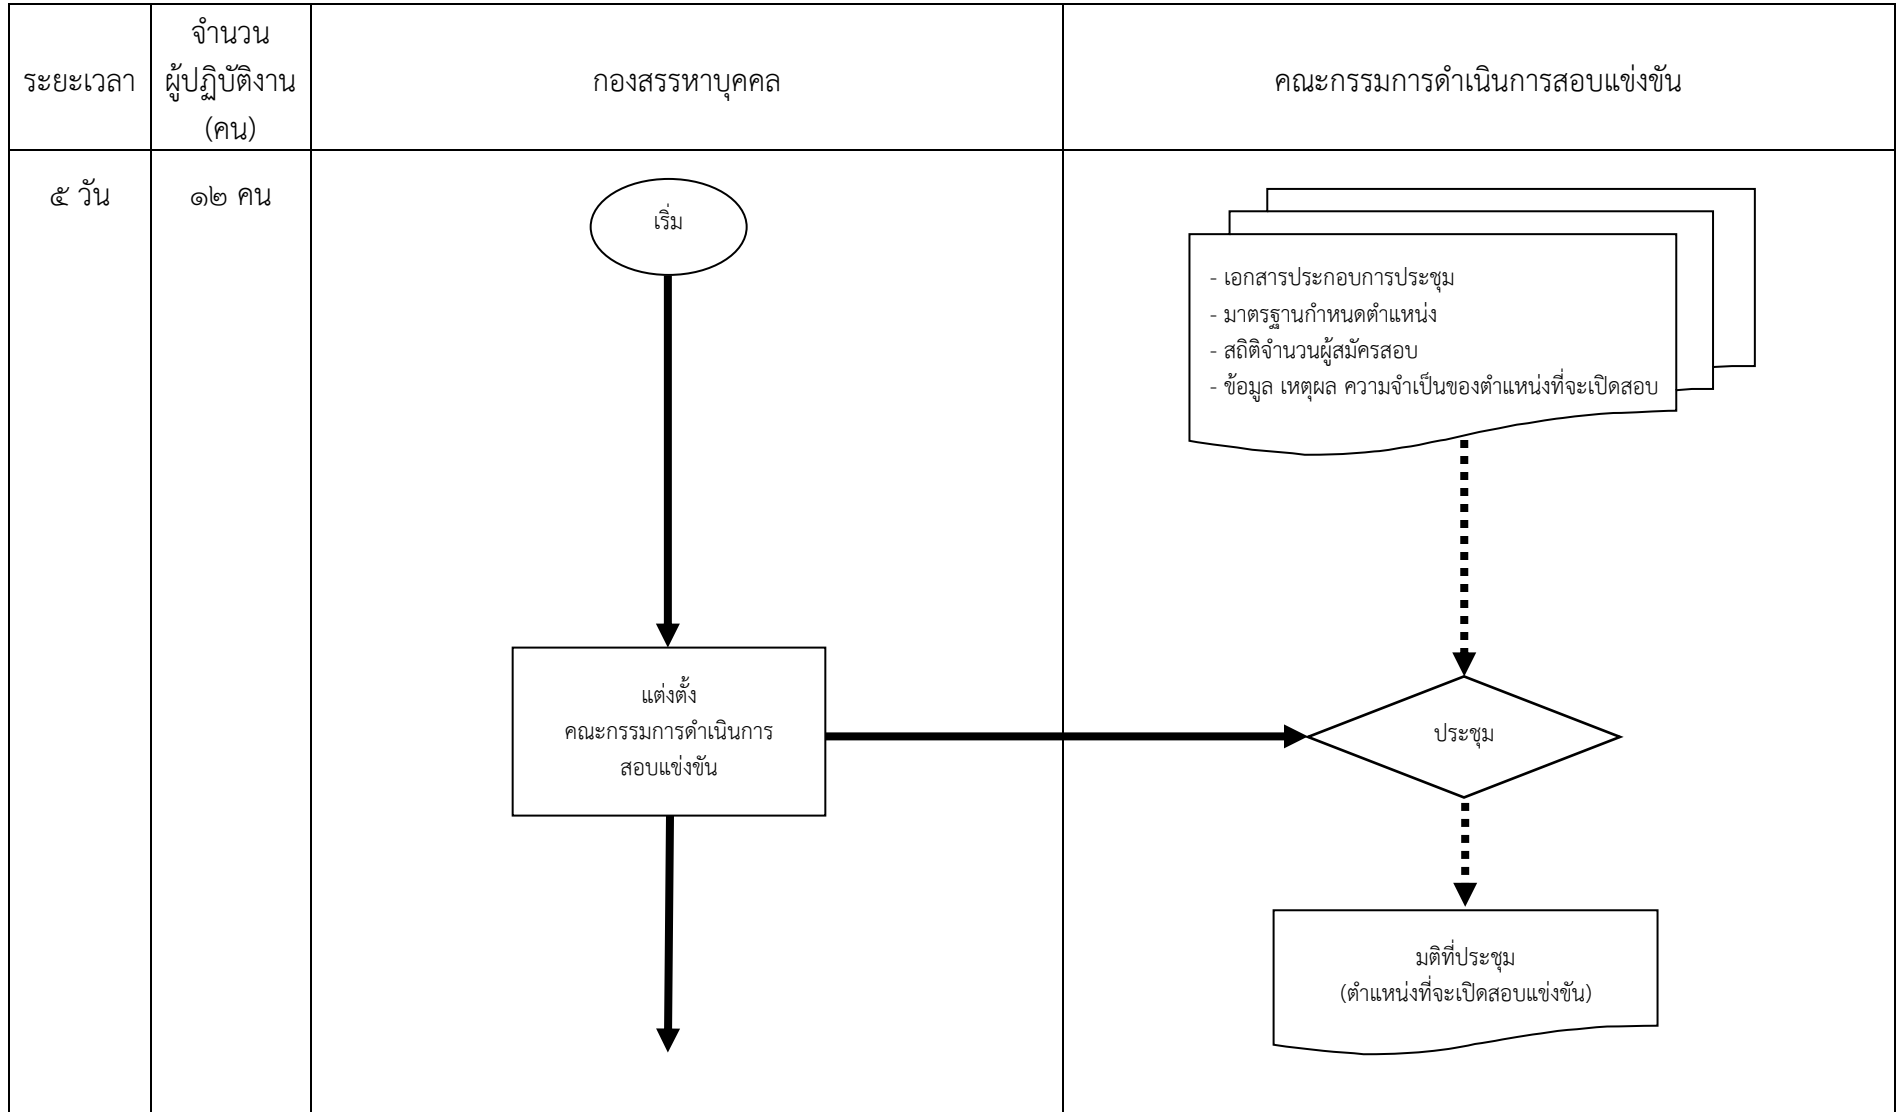 ระยะเวลา
จำนวน
ผู้ปฏิบัติงาน
(คน)
กองสรรหาบุคคล
คณะกรรมการดำเนินการสอบแข่งขัน
๕ วัน
๑๒ คน
เริ่ม
- เอกสารประกอบการประชุม
- มาตรฐานกำหนดตำแหน่ง
- สถิติจำนวนผู้สมัครสอบ
- ข้อมูล เหตุผล ความจำเป็นของตำแหน่งที่จะเปิดสอบ
แต่งตั้ง
คณะกรรมการดำเนินการ
สอบแข่งขัน
ประชุม
มติที่ประชุม
(ตำแหน่งที่จะเปิดสอบแข่งขัน)